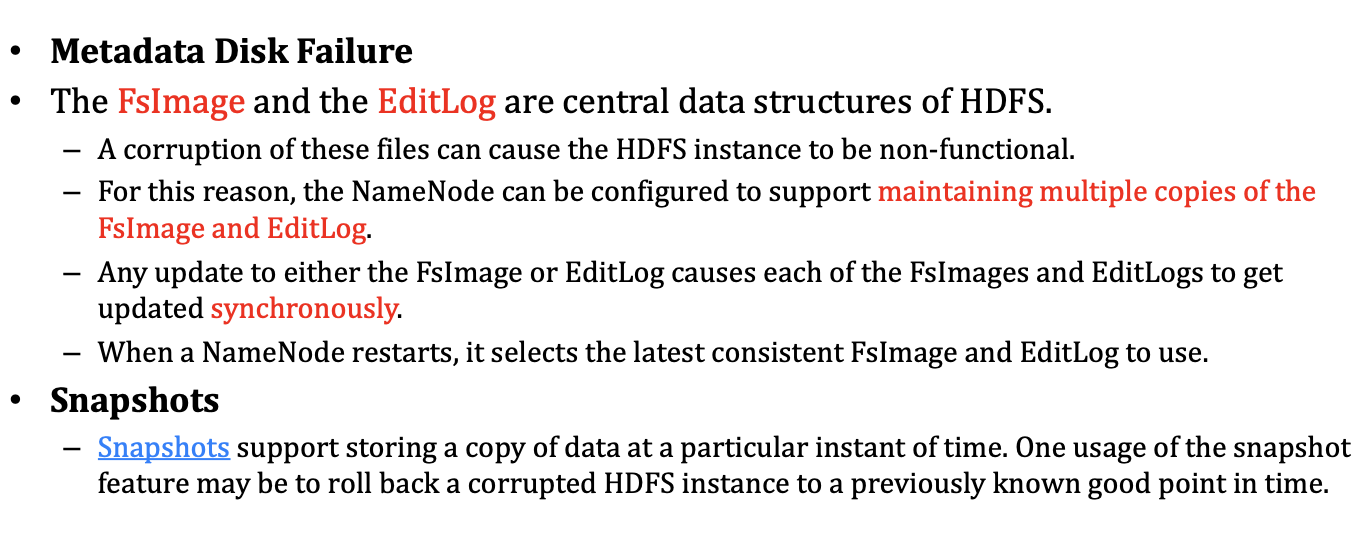 • Metadata Disk Failure
• The FsImage and the EditLog are central data structures of HDFS.
– A corruption of these files can cause the HDFS instance to be non-functional.
– For this reason, the NameNode can be configured to support maintaining multiple copies of the
FsImage and EditLog.
– Any update to either the FsImage or EditLog causes each of the FsImages and EditLogs to get
updated synchronously.
– When a NameNode restarts, it selects the latest consistent FsImage and EditLog to use.
• Snapshots
– Snapshots support storing a copy of data at a particular instant of time. One usage of the snapshot
feature may be to roll back a corrupted HDFS instance to a previously known good point in time.